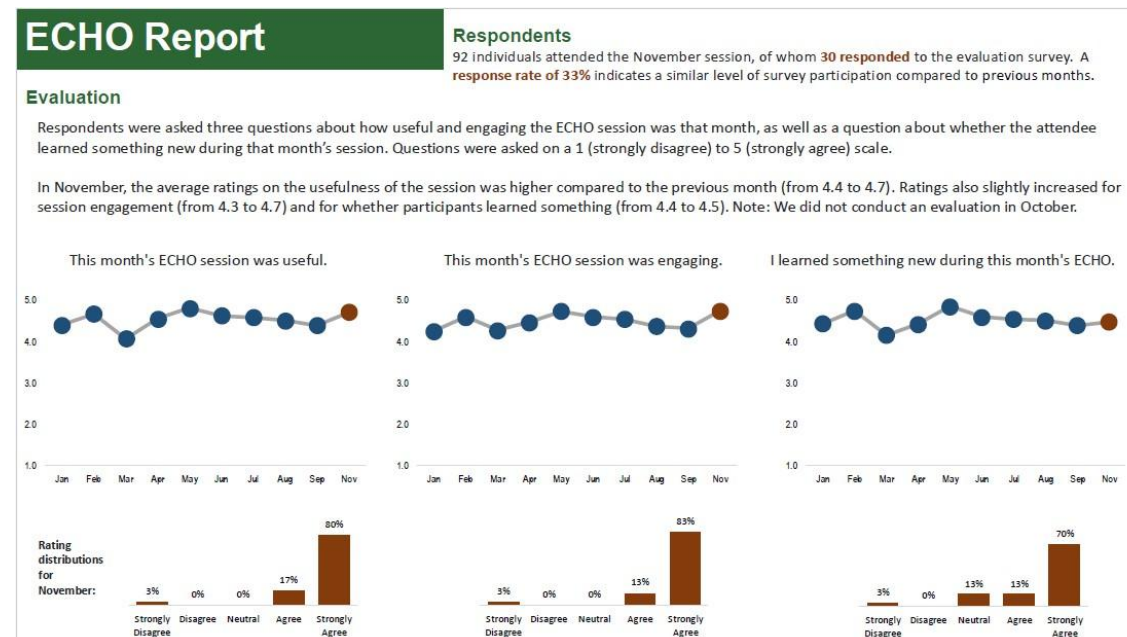 ECHO Report
Respondents
92 individuals attended the November session, of whom 30 responded to the evaluation survey. A
response rate of 33% indicates a similar level of survey participation compared to previous months.
Evaluation
Respondents were asked three questions about how useful and engaging the ECHO session was that month, as well as a question about whether the attendee
learned something new during that month's session. Questions were asked on a 1 (strongly disagree) to 5 (strongly agree) scale.
In November, the average ratings on the usefulness of the session was higher compared to the previous month (from 4.4 to 4.7). Ratings also slightly increased for
session engagement (from 4.3 to 4.7) and for whether participants learned something (from 4.4 to 4.5). Note: We did not conduct an evaluation in October.
This month's ECHO session was useful.
5.0
4.0
3.0
2.0
1.0
Jan Feb Mar Apr May Jun Jul Aug Sep Nov
This month's ECHO session was engaging.
5.0
4.0
3.0
2.0
1.0
Jan Feb Mar Apr May Jun Jul Aug Sep Nov
I learned something new during this month's ECHO.
5.0
4.0
3.0
2.0
1.0
Jan Feb Mar Apr May Jun Jul Aug Sep Nov
Rating
distributions
for
November:
3% 0% 0% 17% 80%
Strongly Disagree Neutral Agree Strongly
Disagree Agree
3% 0% 0% 13% 83%
Strongly Disagree Neutral Agree Strongly
Disagree Agree
3% 0% 13% 13% 70%
Strongly Disagree Neutral Agree Strongly
Disagree Agree